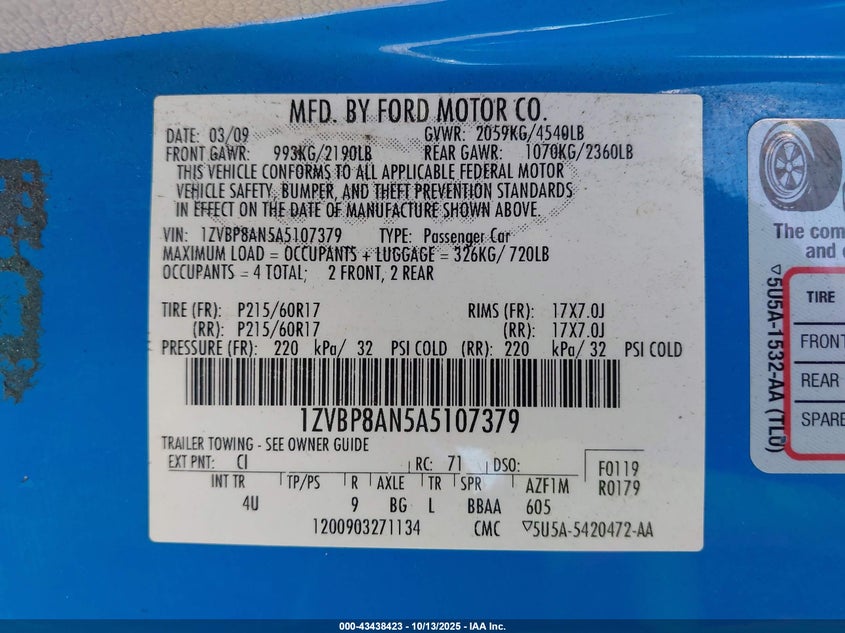 MFD. BY FORD MOTOR CO.
DATE: 03/09 GVWR: 2059KG/4540LB
FRONT GAWR: 993KG/2190LB REAR GAWR: 1070KG/2360LB
THIS VEHICLE CONFORMS TO ALL APPLICABLE FEDERAL MOTOR
VEHICLE SAFETY, BUMPER, AND THEFT PREVENTION STANDARDS
IN EFFECT ON THE DATE OF MANUFACTURE SHOWN ABOVE.
VIN: 1ZVBP8AN5A5107379 TYPE: Passenger Car
MAXIMUM LOAD = OCCUPANTS + LUGGAGE = 326KG/ 720LB
OCCUPANTS = 4 TOTAL; 2 FRONT, 2 REAR
TIRE (FR): P215/60R17 RIMS (FR): 17X7.0J
(RR): P215/60R17 (RR): 17X7.0J
PRESSURE (FR): 220 kPa/ 32 PSI COLD (RR): 220 kPa/ 32 PSI COLD
1ZVBP8AN5A5107379
TRAILER TOWING - SEE OWNER GUIDE
EXT PNT: CI RC: 71 DSO: F0119
INT TR TP/PS R AXLE TR SPR AZF1M R0179
4U 9 BG L BBAA 605
1200903271134 CMC ▽5U5A-5420472-AA
The com
and
▽5U5A-1532-AA (TLU)
TIRE
FRONT
REAR
SPARE
000-43438423 - 10/13/2025 - IAA Inc.